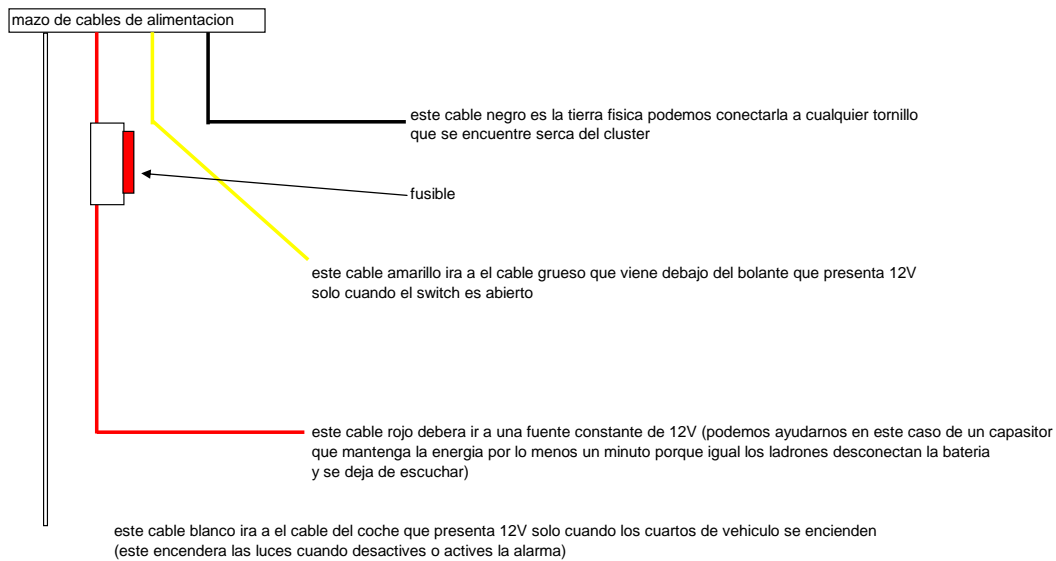 mazo de cables de alimentacion
este cable negro es la tierra fisica podemos conectarla a cualquier tornillo
que se encuentre serca del cluster
fusible
este cable amarillo ira a el cable grueso que viene debajo del bolante que presenta 12V
solo cuando el switch es abierto
este cable rojo debera ir a una fuente constante de 12V (podemos ayudarnos en este caso de un capasitor
que mantenga la energia por lo menos un minuto porque igual los ladrones desconectan la bateria
y se deja de escuchar)
este cable blanco ira a el cable del coche que presenta 12V solo cuando los cuartos de vehiculo se encienden
(este encendera las luces cuando desactives o actives la alarma)